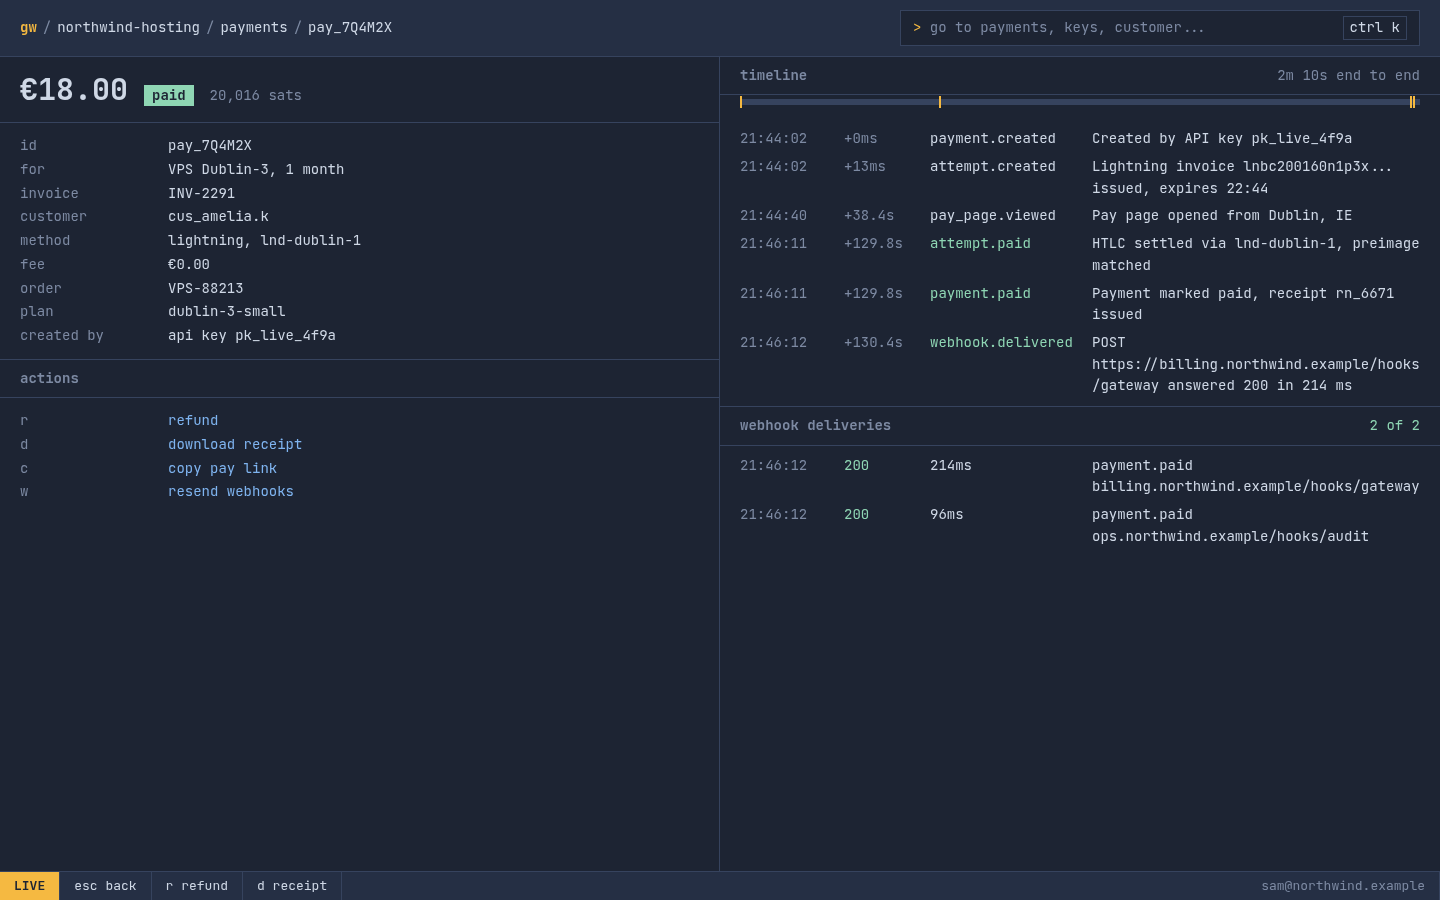 gw / northwind-hosting / payments / pay_7Q4M2X
> go to payments, keys, customer... ctrl k
€18.00 paid 20,016 sats
id pay_7Q4M2X
for VPS Dublin-3, 1 month
invoice INV-2291
customer cus_amelia.k
method lightning, lnd-dublin-1
fee €0.00
order VPS-88213
plan dublin-3-small
created by api key pk_live_4f9a
actions
r refund
d download receipt
c copy pay link
w resend webhooks
timeline 2m 10s end to end
21:44:02 +0ms payment.created Created by API key pk_live_4f9a
21:44:02 +13ms attempt.created Lightning invoice lnbc200160n1p3x...
issued, expires 22:44
21:44:40 +38.4s pay_page.viewed Pay page opened from Dublin, IE
21:46:11 +129.8s attempt.paid HTLC settled via lnd-dublin-1, preimage
matched
21:46:11 +129.8s payment.paid Payment marked paid, receipt rn_6671
issued
21:46:12 +130.4s webhook.delivered POST
https://billing.northwind.example/hooks
/gateway answered 200 in 214 ms
webhook deliveries 2 of 2
21:46:12 200 214ms payment.paid
billing.northwind.example/hooks/gateway
21:46:12 200 96ms payment.paid
ops.northwind.example/hooks/audit
LIVE esc back r refund d receipt sam@northwind.example